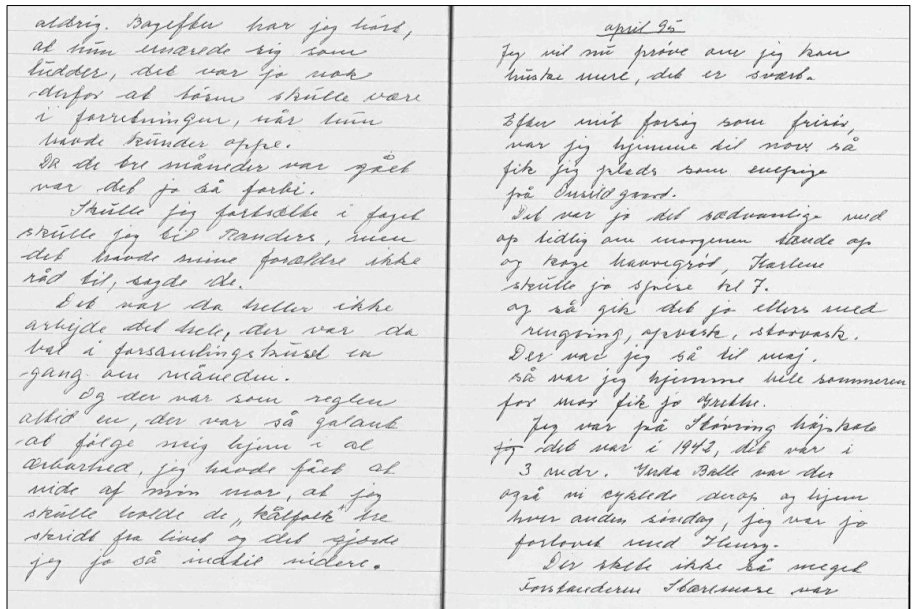 aldrig. Bagefter har jeg hørt,
at hun ernærede sig som
ludder, det var jo nok
derfor at børn skulle være
i forretningen, når hun
havde kunder oppe.
Da de tre måneder var gået
var det jo så forbi.
Skulle jeg fortsætte i faget
skulle jeg til Randers, men
det havde mine forældre ikke
råd til, sagde de.
Det var da heller ikke
arbejde det hele, der var da
bal i forsamlingshuset en
gang om måneden.
Og der var som reglen
altid en, der var så galant
at følge mig hjem i al
ærbarhed, jeg havde fået at
vide af min mor, at jeg
skulle holde de "kålfolk" tre
skridt fra livet og det gjorde
jeg jo så indtil videre.
april 95
Jeg vil nu prøve om jeg kan
huske mere, det er svært.
Efter mit forsøg som frisør,
var jeg hjemme til nov. så
fik jeg plads som enepige
på Ouslidgaard.
Det var jo det sædvanlige med
op tidlig om morgenen tænde op
og koge havregrød, Karlene
skulle jo spise kl 7.
og så gik det jo ellers med
rengøring, opvask, storvask.
Der var jeg så til maj.
så var jeg hjemme hele sommeren
for mor fik jo Grethe.
Jeg var på Støvring højskole
jeg det var i 1942, det var i
3 mdr. Gerda Balle var der
også vi cyklede derop og hjem
hver anden søndag, jeg var jo
forlovet med Henry.
Der skete ikke så meget
Forstanderen Stæremose var